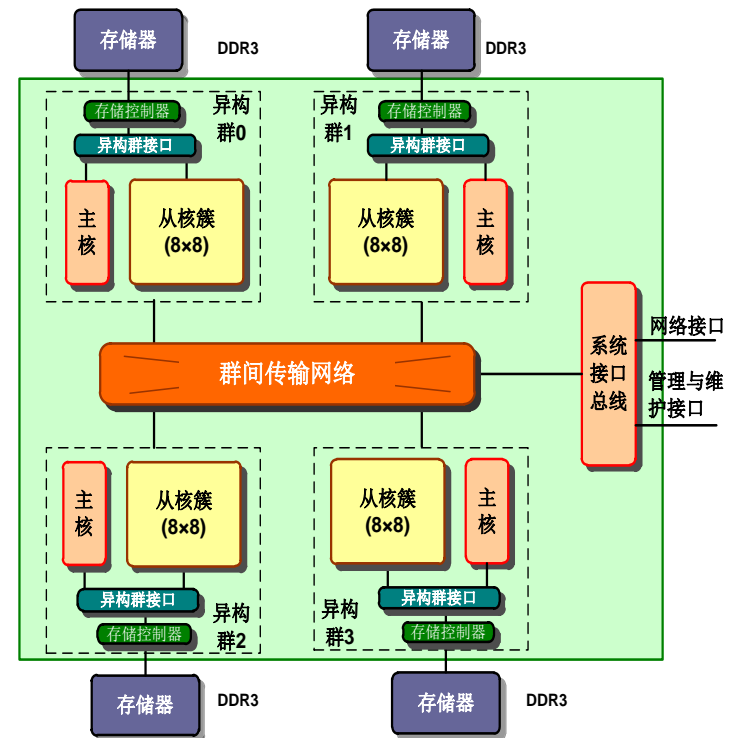 存储器
DDR3
存储器
DDR3
存储控制器
异构
群0
异构群接口
主
核
从核簇
(8×8)
异构
群1
存储控制器
异构群接口
从核簇
(8×8)
主
核
群间传输网络
系统
接口
总线
网络接口
管理与维
护接口
主
核
从核簇
(8×8)
异构群接口
存储控制器
异构
群2
从核簇
(8×8)
主
核
异构群接口
异构
群3
存储控制器
存储器
DDR3
存储器
DDR3